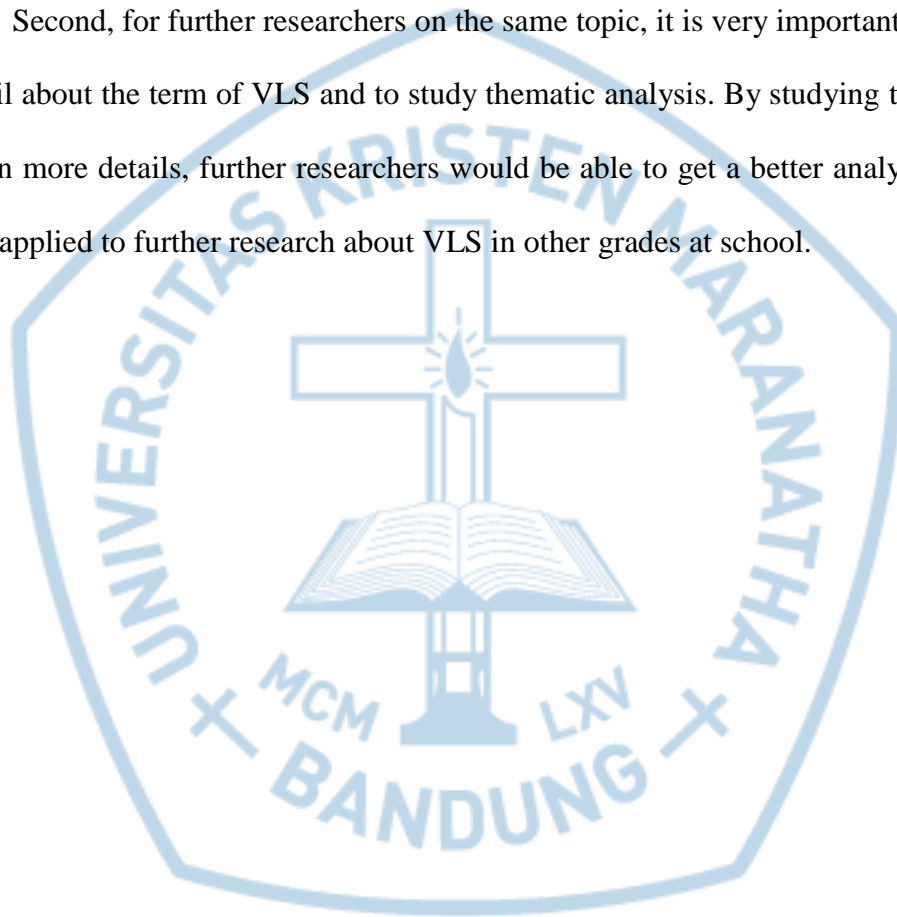 Second, for further researchers on the same topic, it is very important
il about the term of VLS and to study thematic analysis. By studying t
n more details, further researchers would be able to get a better analy
applied to further research about VLS in other grades at school.
UNIVERSITAS KRISTEN MARANATHA
MCM LXV
BANDUNG